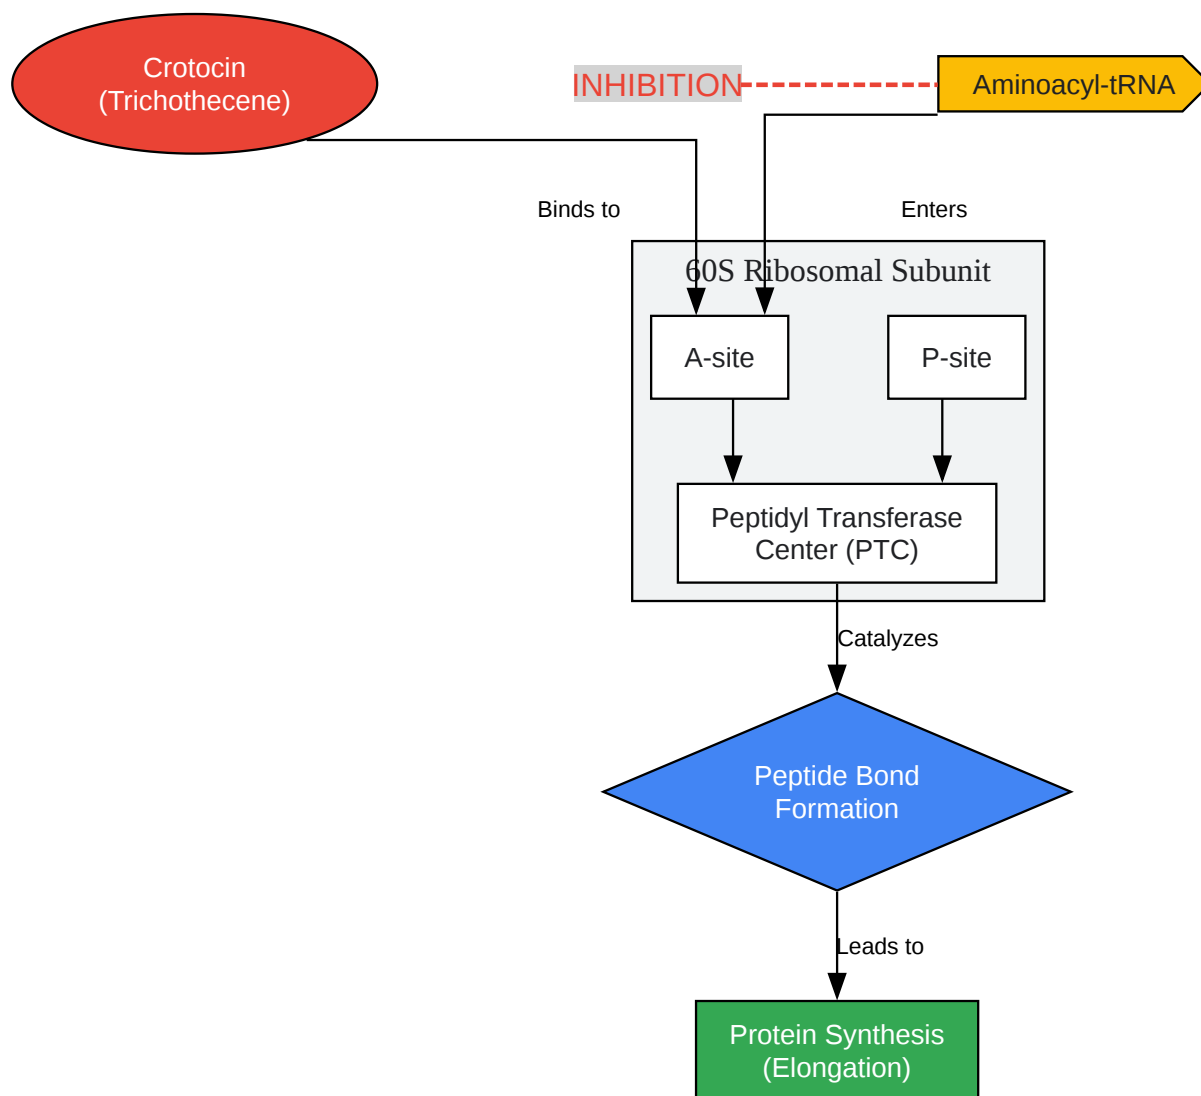 Crotocin
(Trichothecene)
INHIBITION
Aminoacyl-tRNA
Binds to
Enters
60S Ribosomal Subunit
A-site
P-site
Peptidyl Transferase
Center (PTC)
Catalyzes
Peptide Bond
Formation
Leads to
Protein Synthesis
(Elongation)